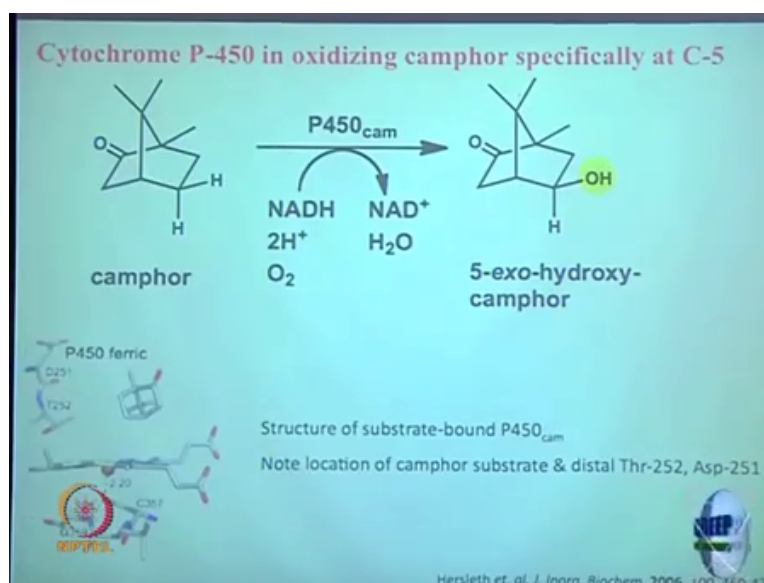 Cytochrome P-450 in oxidizing camphor specifically at C-5
P450cam
O
H
H
camphor
NADH NAD+
2H+ H2O
O2
O
OH
H
5-exo-hydroxy-
camphor
P450 ferric
D251
T252
2.20
C357
NPTEL
Structure of substrate-bound P450cam
Note location of camphor substrate & distal Thr-252, Asp-251
Hersleth et. al. J. Inorg. Biochem. 2006